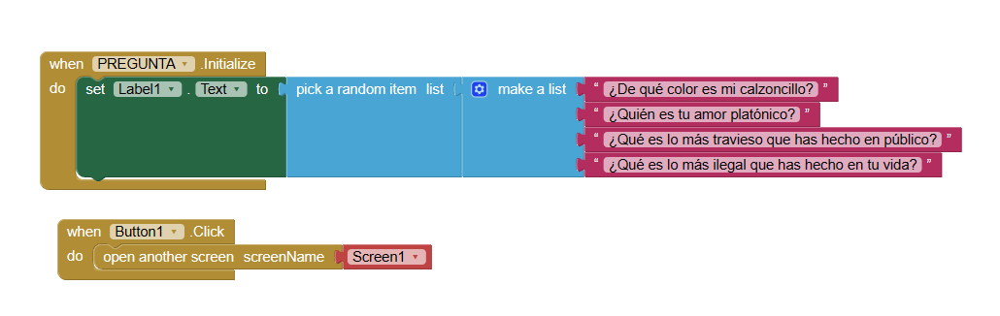 when PREGUNTA .Initialize
do set Label1 . Text to pick a random item list make a list " ¿De qué color es mi calzoncillo? "
" ¿Quién es tu amor platónico? "
" ¿Qué es lo más travieso que has hecho en público? "
" ¿Qué es lo más ilegal que has hecho en tu vida? "
when Button1 .Click
do open another screen screenName Screen1